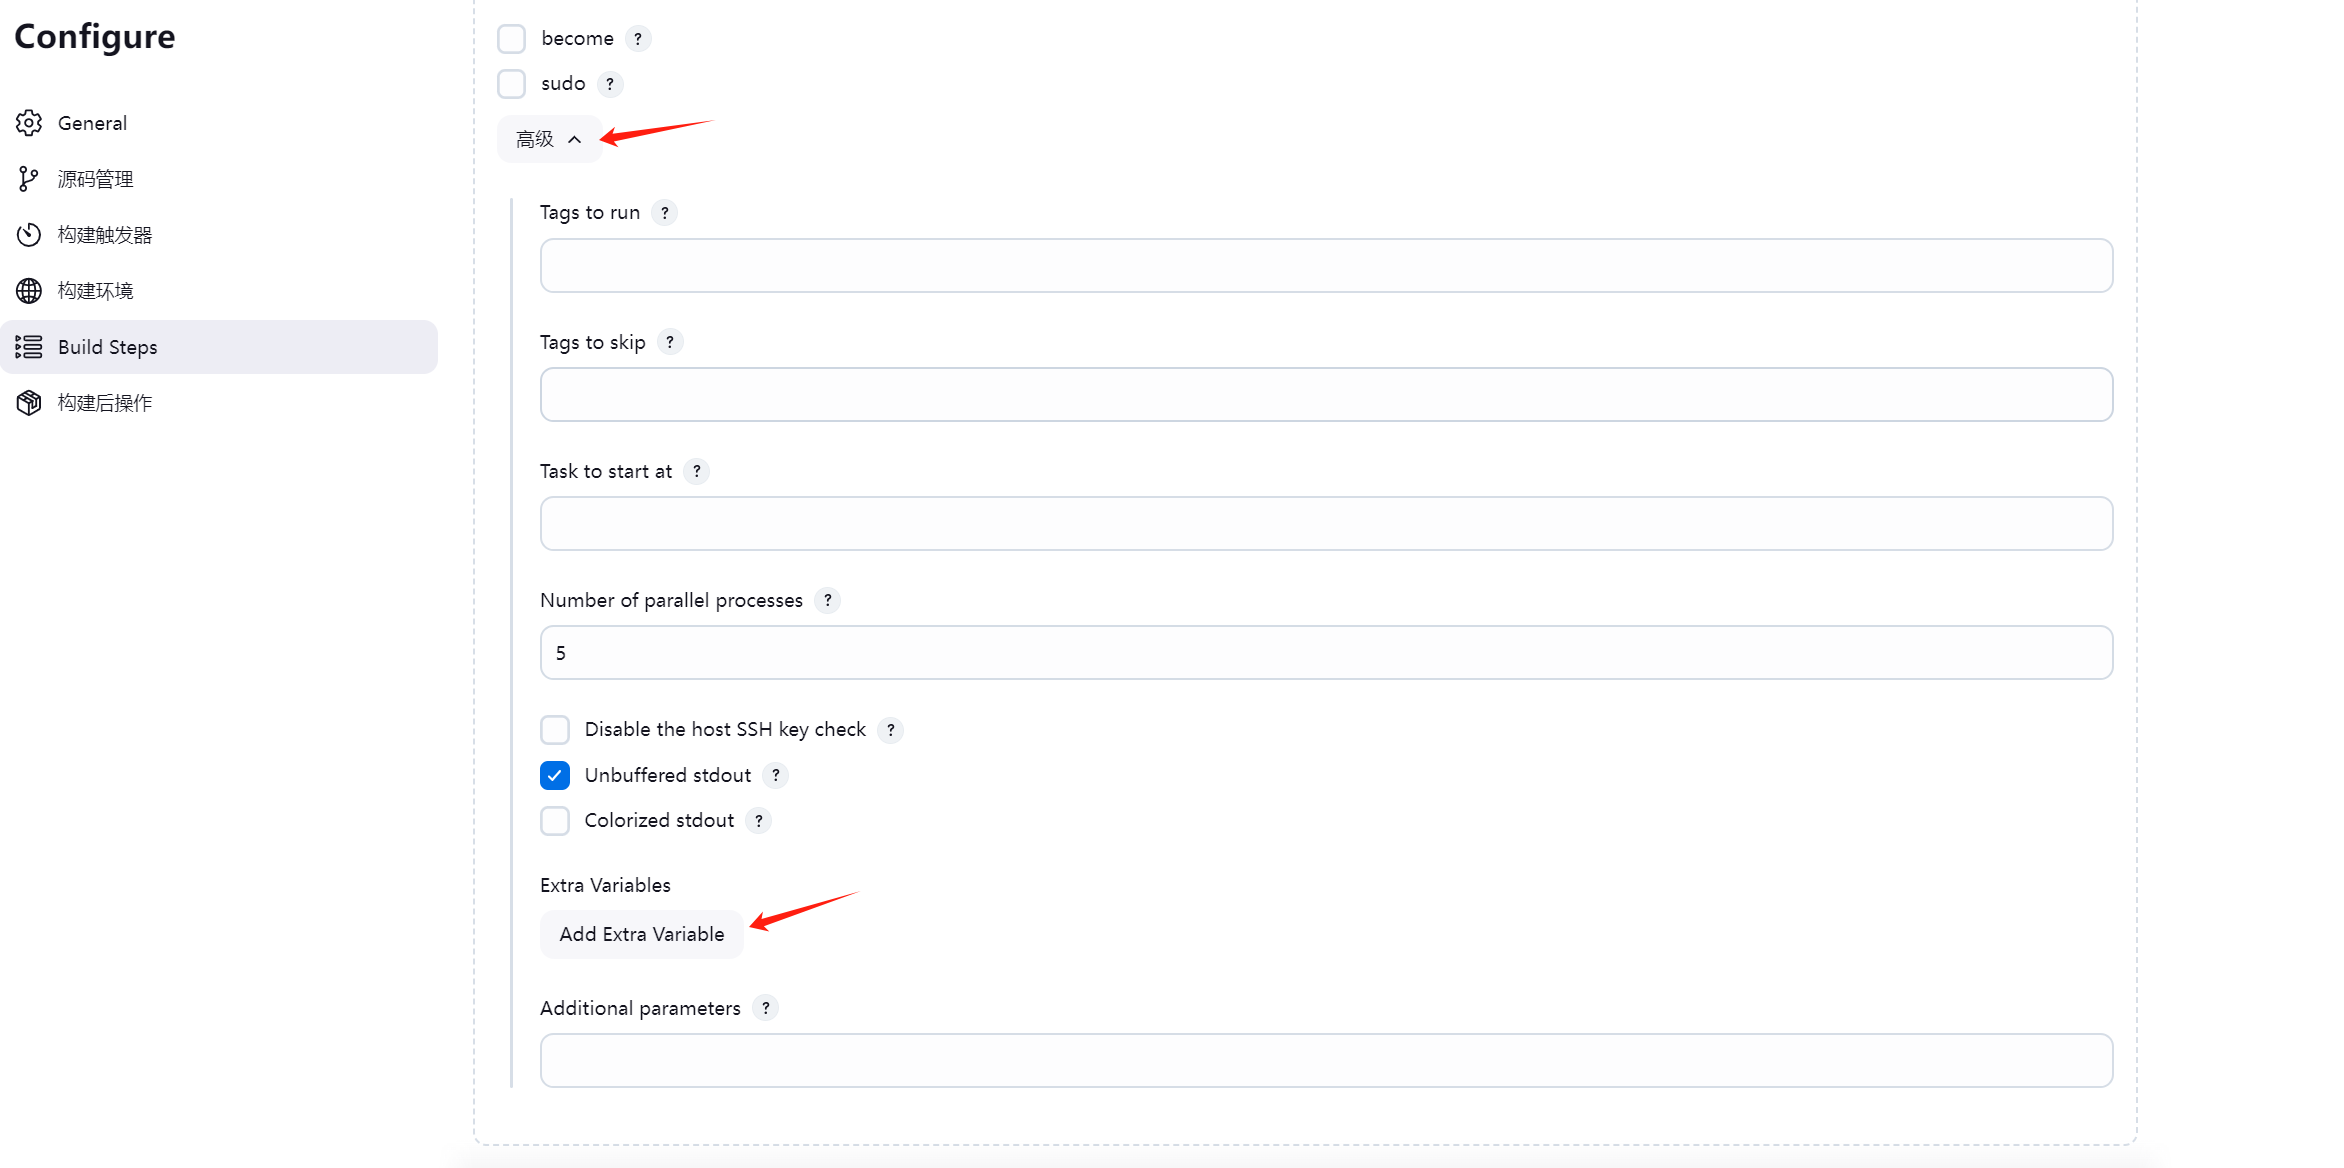 Configure
General
源码管理
构建触发器
构建环境
Build Steps
构建后操作
become ?
sudo ?
高级
Tags to run ?
Tags to skip ?
Task to start at ?
Number of parallel processes ?
5
Disable the host SSH key check ?
Unbuffered stdout ?
Colorized stdout ?
Extra Variables
Add Extra Variable
Additional parameters ?